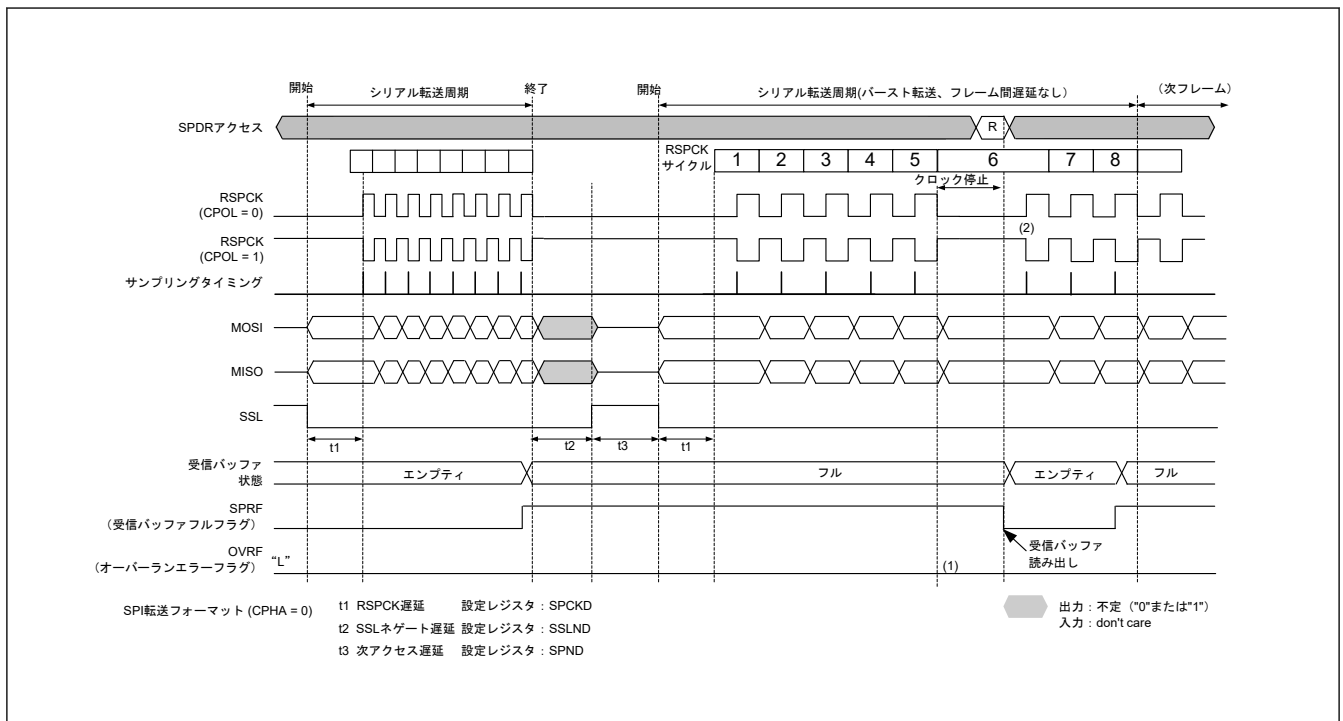 開始
シリアル転送周期
終了
開始
シリアル転送周期(バースト転送、フレーム間遅延なし)
(次フレーム)
SPDRアクセス
R
RSPCK
サイクル
1 2 3 4 5 6 7 8
クロック停止
RSPCK
(CPOL = 0)
(2)
RSPCK
(CPOL = 1)
サンプリングタイミング
MOSI
MISO
SSL
t1
t2
t3
t1
受信バッファ
状態
エンプティ
フル
エンプティ
フル
SPRF
(受信バッファフルフラグ)
受信バッファ
読み出し
OVRF
(オーバーランエラーフラグ)
“L”
(1)
SPI転送フォーマット (CPHA = 0)
t1 RSPCK遅延 設定レジスタ:SPCKD
t2 SSLネゲート遅延 設定レジスタ:SSLND
t3 次アクセス遅延 設定レジスタ:SPND
出力:不定("0"または"1")
入力:don't care